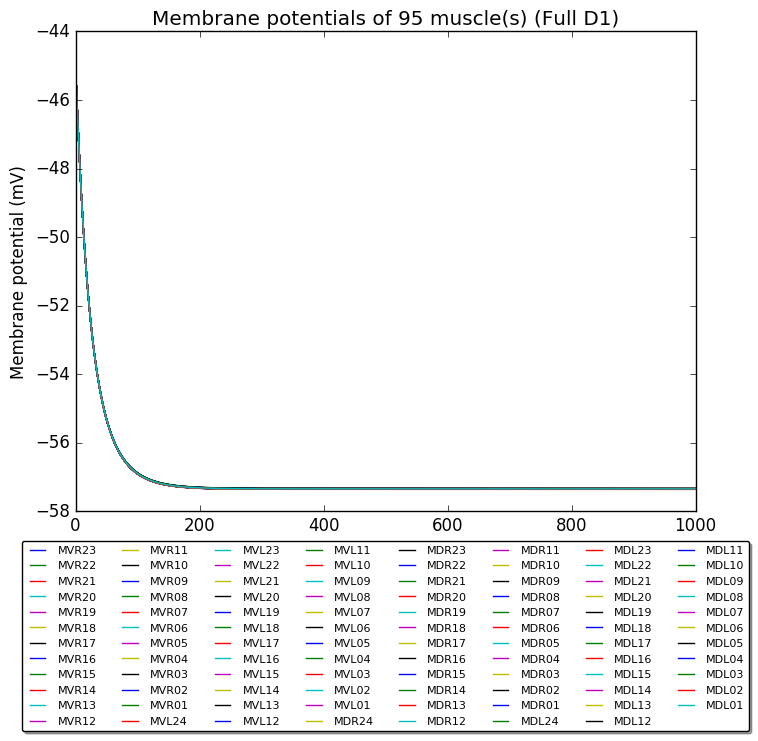 Membrane potentials of 95 muscle(s) (Full D1)
−44
−46
−48
−50
−52
−54
−56
−58
Membrane potential (mV)
0 200 400 600 800 1000
MVR23 MVR11 MVL23 MVL11 MDR23 MDR11 MDL23 MDL11
MVR22 MVR10 MVL22 MVL10 MDR22 MDR10 MDL22 MDL10
MVR21 MVR09 MVL21 MVL09 MDR21 MDR09 MDL21 MDL09
MVR20 MVR08 MVL20 MVL08 MDR20 MDR08 MDL20 MDL08
MVR19 MVR07 MVL19 MVL07 MDR19 MDR07 MDL19 MDL07
MVR18 MVR06 MVL18 MVL06 MDR18 MDR06 MDL18 MDL06
MVR17 MVR05 MVL17 MVL05 MDR17 MDR05 MDL17 MDL05
MVR16 MVR04 MVL16 MVL04 MDR16 MDR04 MDL16 MDL04
MVR15 MVR03 MVL15 MVL03 MDR15 MDR03 MDL15 MDL03
MVR14 MVR02 MVL14 MVL02 MDR14 MDR02 MDL14 MDL02
MVR13 MVR01 MVL13 MVL01 MDR13 MDR01 MDL13 MDL01
MVR12 MVL24 MVL12 MDR24 MDR12 MDL24 MDL12